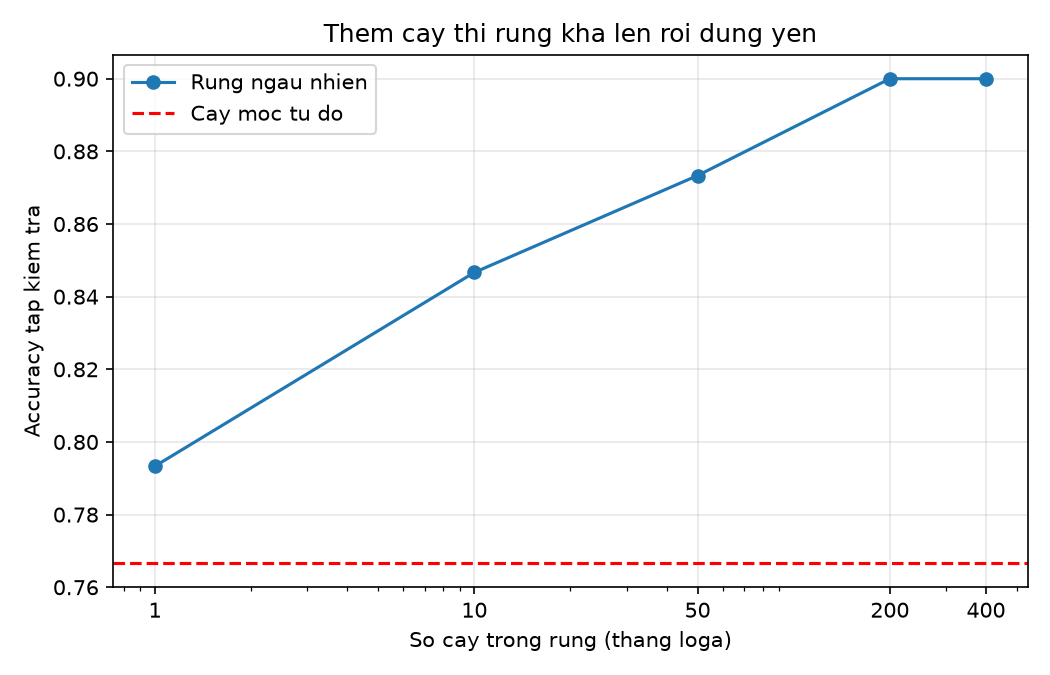 Them cay thi rung kha len roi dung yen
Rung ngau nhien
Cay moc tu do
Accuracy tap kiem tra
0.90
0.88
0.86
0.84
0.82
0.80
0.78
0.76
1
10
50
200
400
So cay trong rung (thang loga)